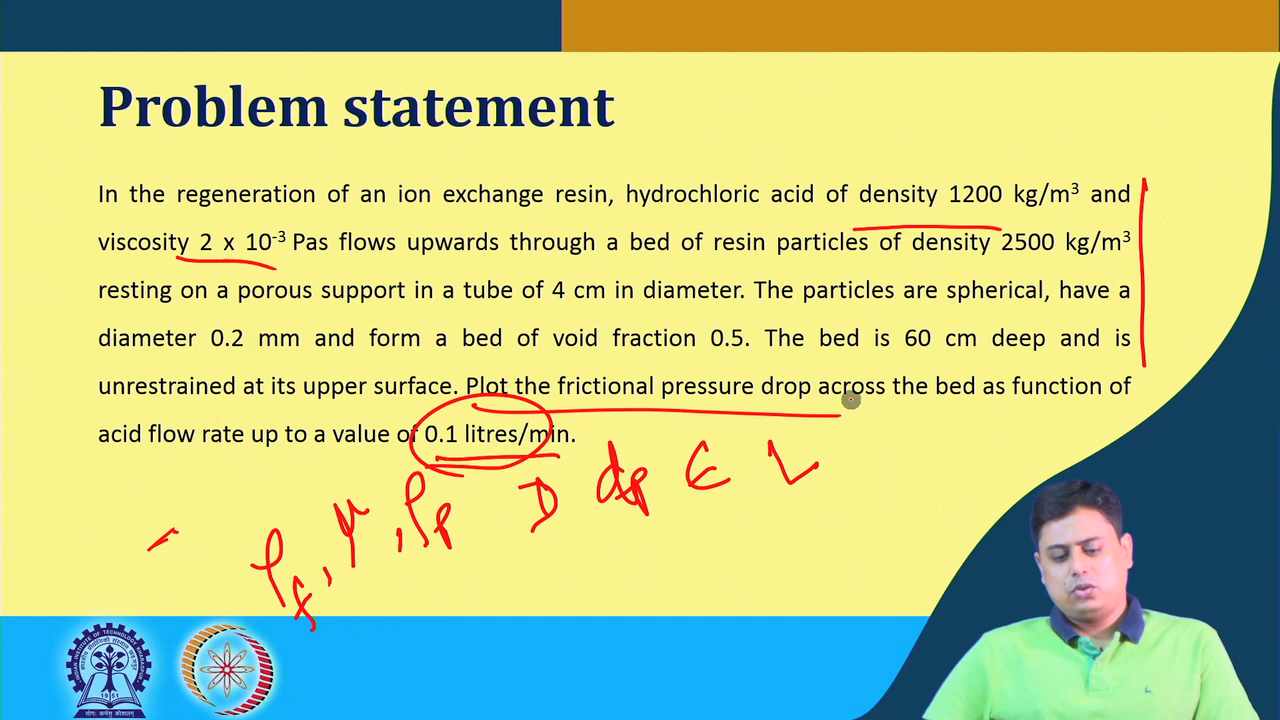 Problem statement
In the regeneration of an ion exchange resin, hydrochloric acid of density 1200 kg/m³ and
viscosity 2 x 10⁻³ Pas flows upwards through a bed of resin particles of density 2500 kg/m³
resting on a porous support in a tube of 4 cm in diameter. The particles are spherical, have a
diameter 0.2 mm and form a bed of void fraction 0.5. The bed is 60 cm deep and is
unrestrained at its upper surface. Plot the frictional pressure drop across the bed as function of
acid flow rate up to a value of 0.1 litres/min.
ρf, μ, ρp D dp ϵ L